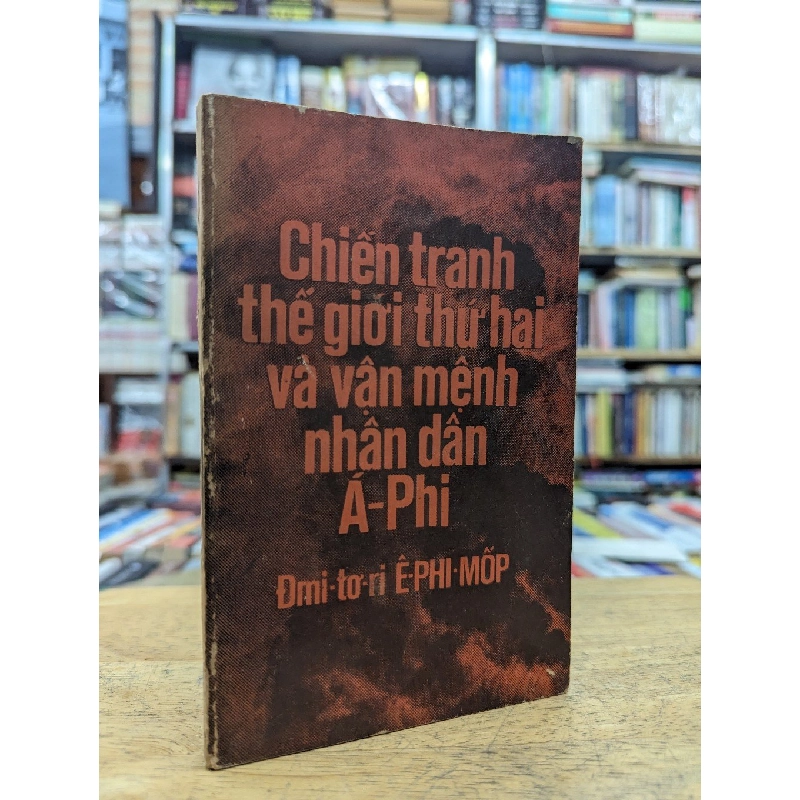 Chiến tranh
thế giới thứ hai
và vận mệnh
nhân dân
Á-Phi
Đmi-tơ-ri Ê-PHI-MỐP